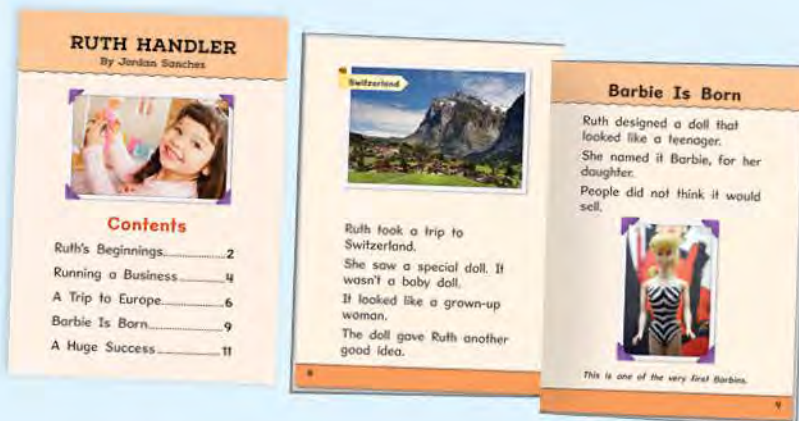 RUTH HANDLER
By Jordan Sanches
Contents
Ruth's Beginnings..................2
Running a Business..................4
A Trip to Europe..................6
Barbie Is Born..................9
A Huge Success..................11
Switzerland
Ruth took a trip to
Switzerland.
She saw a special doll. It
wasn't a baby doll.
It looked like a grown-up
woman.
The doll gave Ruth another
good idea.
8
Barbie Is Born
Ruth designed a doll that
looked like a teenager.
She named it Barbie, for her
daughter.
People did not think it would
sell.
This is one of the very first Barbies.
9